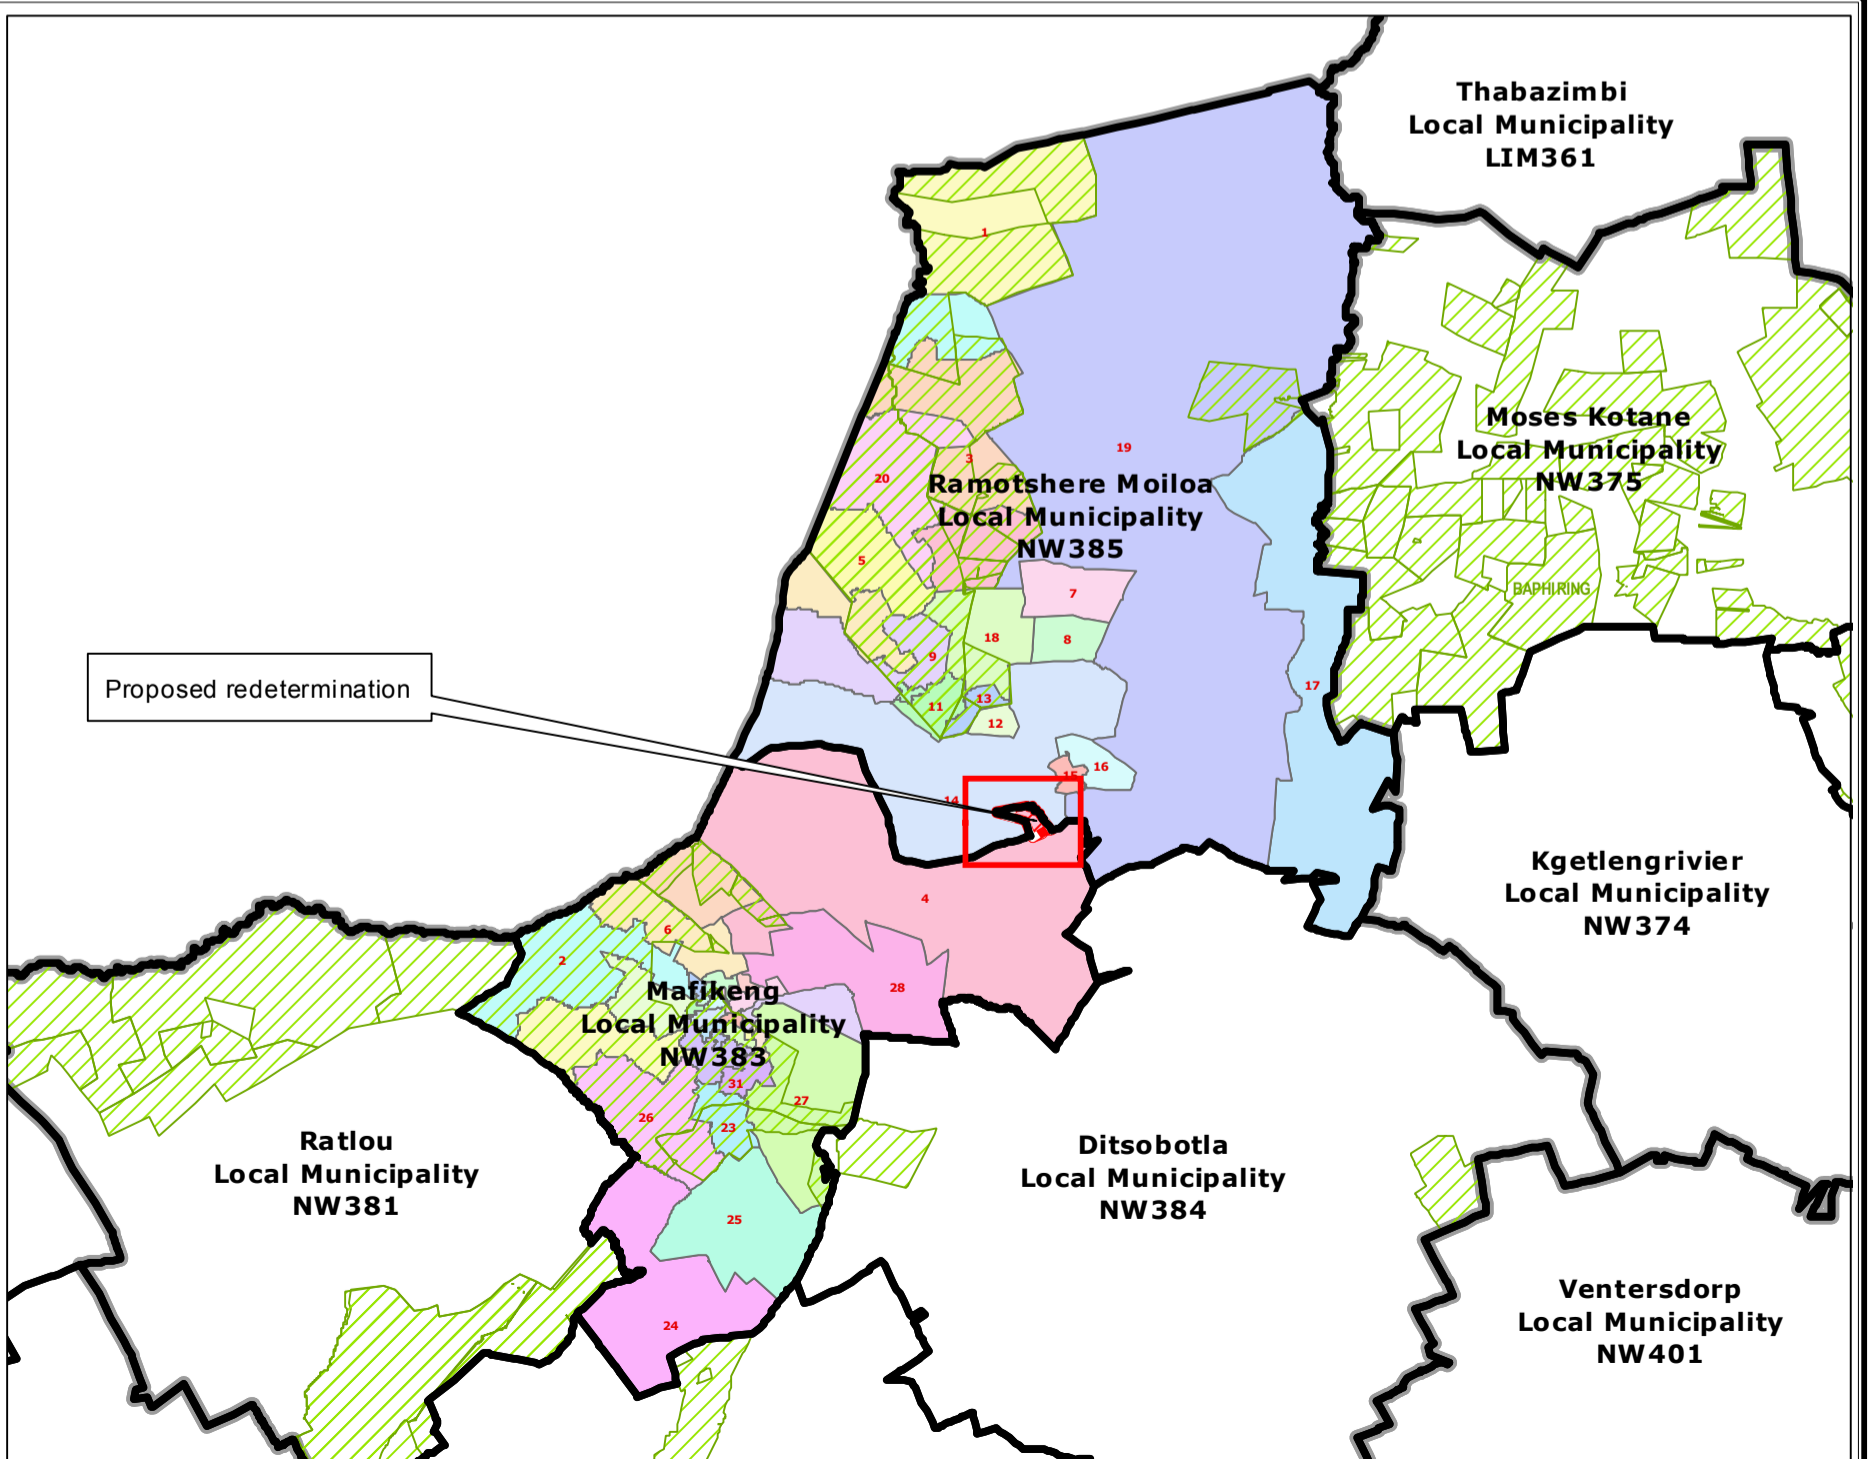 Thabazimbi
Local Municipality
LIM361
1
Moses Kotane
Local Municipality
NW375
19
3
20
Ramotshere Moiloa
Local Municipality
NW385
5
BAPHIRING
7
18
8
9
Proposed redetermination
17
13
11
12
16
15
14
Kgetlengrivier
Local Municipality
NW374
4
6
2
28
Mafikeng
Local Municipality
NW383
31
27
26
23
Ratlou
Local Municipality
NW381
Ditsobotla
Local Municipality
NW384
25
Ventersdorp
Local Municipality
NW401
24